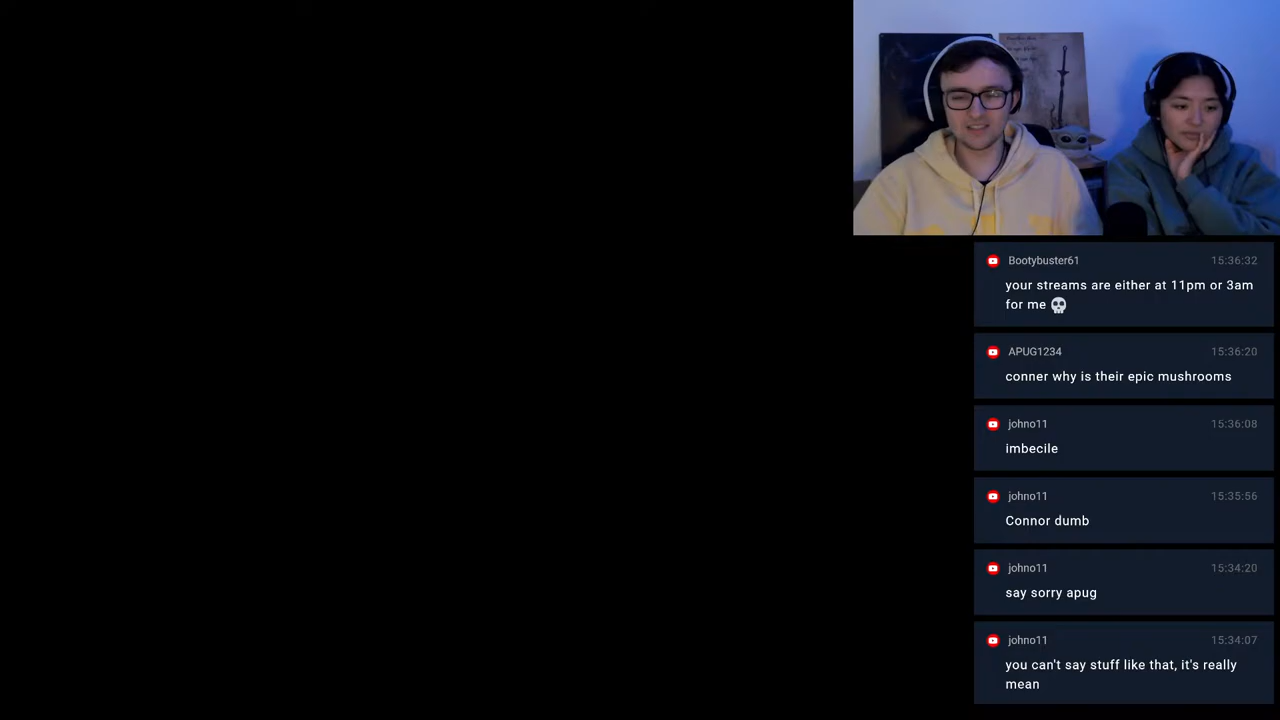 Bootybuster61 15:36:32
your streams are either at 11pm or 3am
for me 💀
APUG1234 15:36:20
conner why is their epic mushrooms
johno11 15:36:08
imbecile
johno11 15:35:56
Connor dumb
johno11 15:34:20
say sorry apug
johno11 15:34:07
you can't say stuff like that, it's really
mean